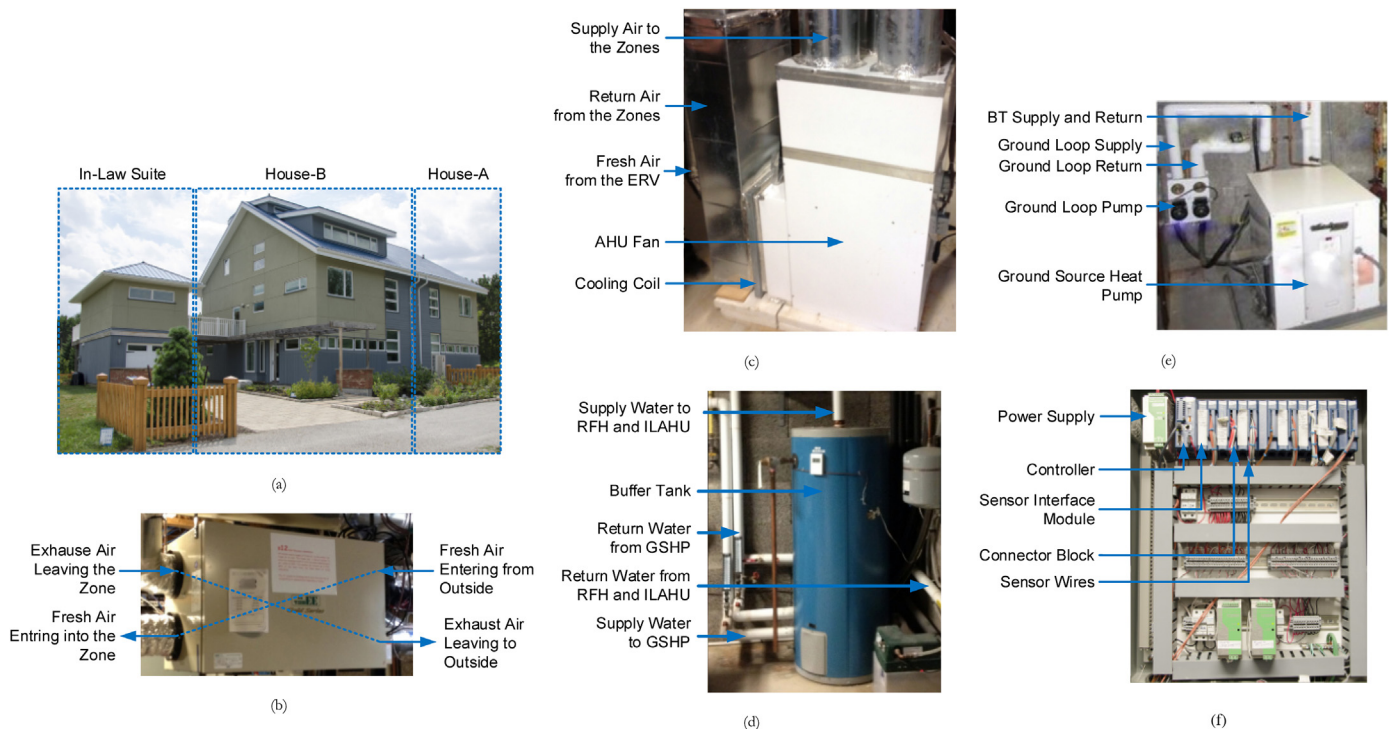 In-Law Suite
House-B
House-A
(a)
Exhause Air
Leaving the
Zone
Fresh Air
Entring into the
Zone
Fresh Air
Entering from
Outside
Exhaust Air
Leaving to
Outside
(b)
Supply Air to
the Zones
Return Air
from the Zones
Fresh Air
from the ERV
AHU Fan
Cooling Coil
(c)
Supply Water to
RFH and ILAHU
Buffer Tank
Return Water
from GSHP
Return Water from
RFH and ILAHU
Supply Water
to GSHP
(d)
BT Supply and Return
Ground Loop Supply
Ground Loop Return
Ground Loop Pump
Ground Source Heat
Pump
(e)
Power Supply
Controller
Sensor Interface
Module
Connector Block
Sensor Wires
(f)